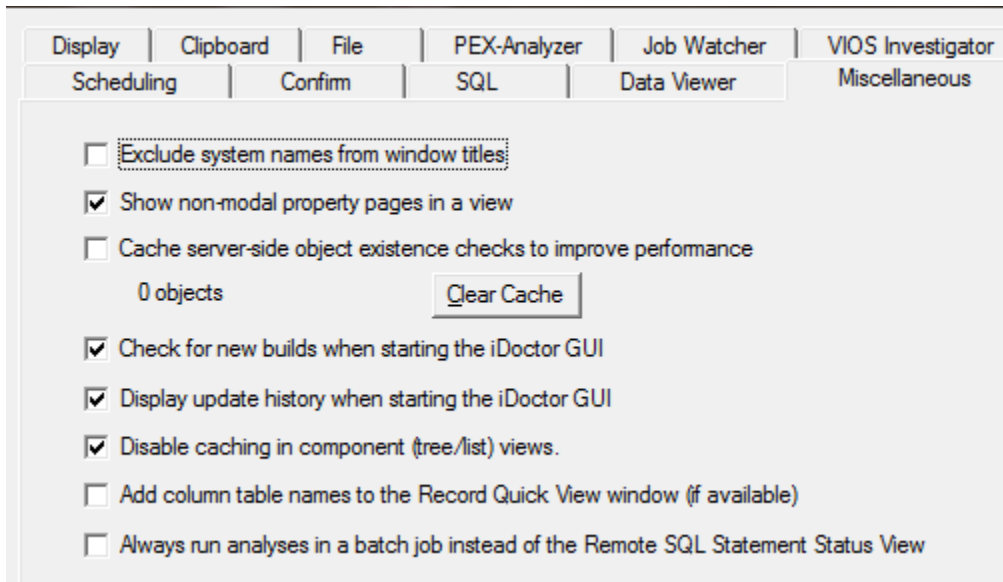 Display Clipboard File PEX-Analyzer Job Watcher VIOS Investigator
Scheduling Confirm SQL Data Viewer Miscellaneous
Exclude system names from window titles
Show non-modal property pages in a view
Cache server-side object existence checks to improve performance
0 objects Clear Cache
Check for new builds when starting the iDoctor GUI
Display update history when starting the iDoctor GUI
Disable caching in component (tree/list) views.
Add column table names to the Record Quick View window (if available)
Always run analyses in a batch job instead of the Remote SQL Statement Status View